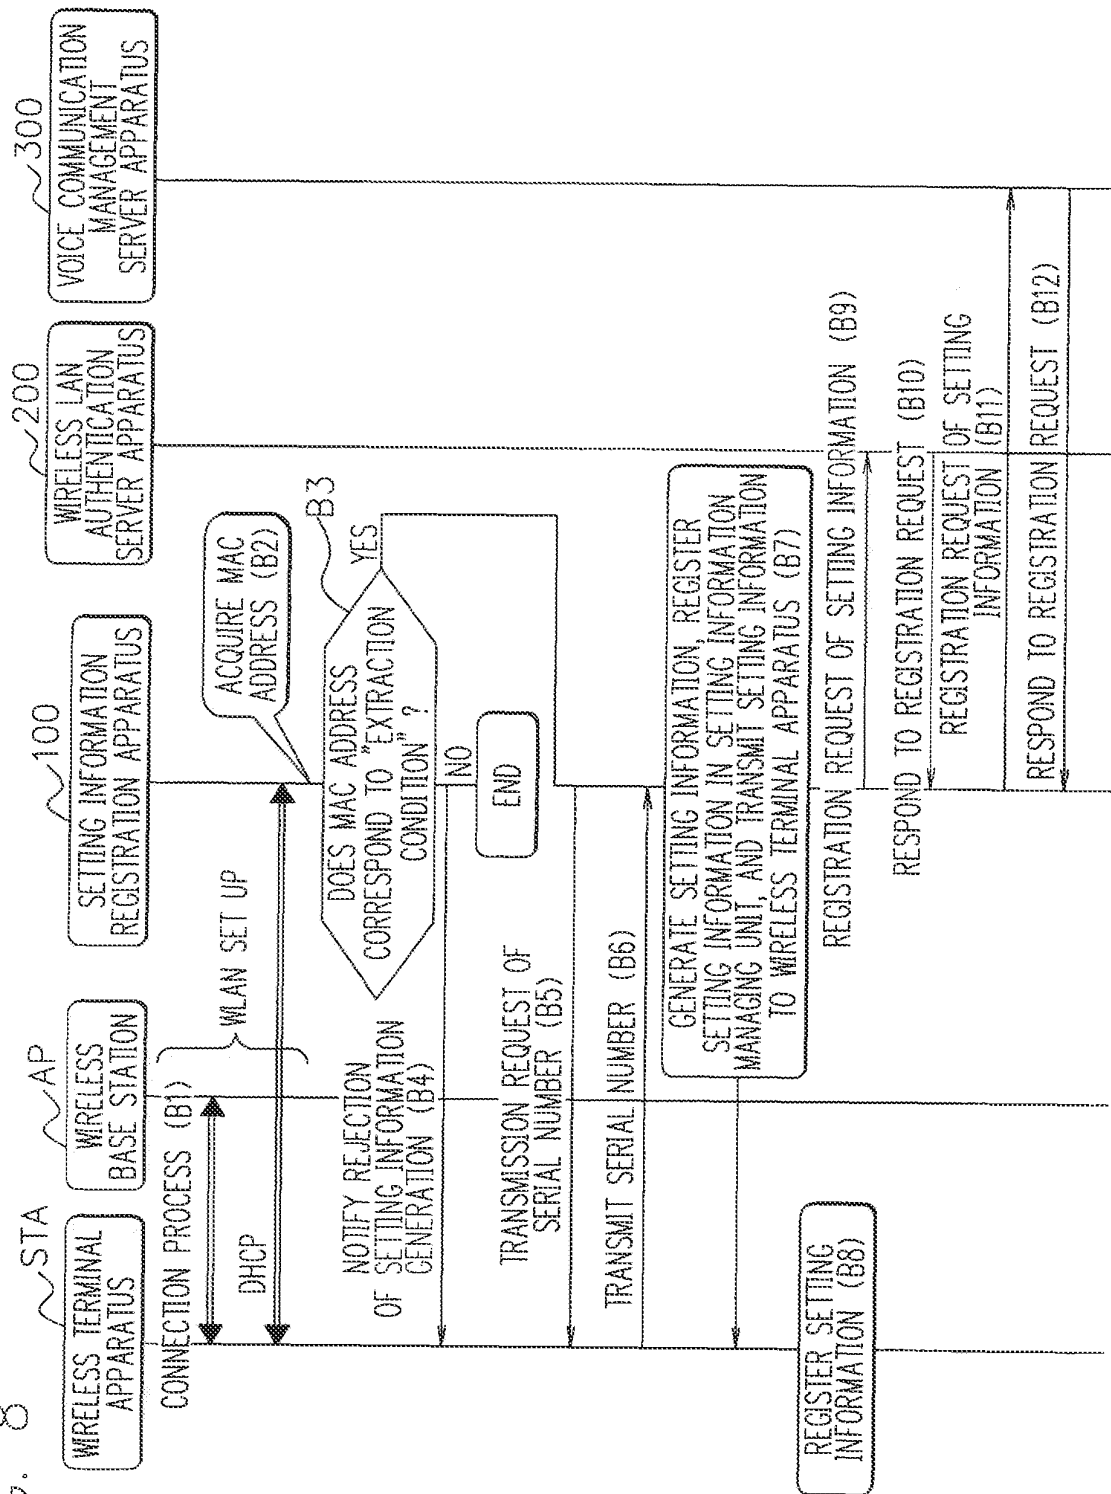 8
STA
WIRELESS TERMINAL
APPARATUS
AP
WIRELESS
BASE STATION
100
SETTING INFORMATION
REGISTRATION APPARATUS
200
WIRELESS LAN
AUTHENTICATION
SERVER APPARATUS
300
VOICE COMMUNICATION
MANAGEMENT
SERVER APPARATUS
CONNECTION PROCESS (B1)
WLAN SET UP
DHCP
ACQUIRE MAC
ADDRESS (B2)
B3
DOES MAC ADDRESS
CORRESPOND TO "EXTRACTION
CONDITION" ?
YES
NO
END
NOTIFY REJECTION
OF SETTING INFORMATION
GENERATION (B4)
TRANSMISSION REQUEST OF
SERIAL NUMBER (B5)
TRANSMIT SERIAL NUMBER (B6)
GENERATE SETTING INFORMATION, REGISTER
SETTING INFORMATION IN SETTING INFORMATION
MANAGING UNIT, AND TRANSMIT SETTING INFORMATION
TO WIRELESS TERMINAL APPARATUS (B7)
REGISTER SETTING
INFORMATION (B8)
REGISTRATION REQUEST OF SETTING INFORMATION (B9)
RESPOND TO REGISTRATION REQUEST (B10)
REGISTRATION REQUEST OF SETTING
INFORMATION (B11)
RESPOND TO REGISTRATION REQUEST (B12)